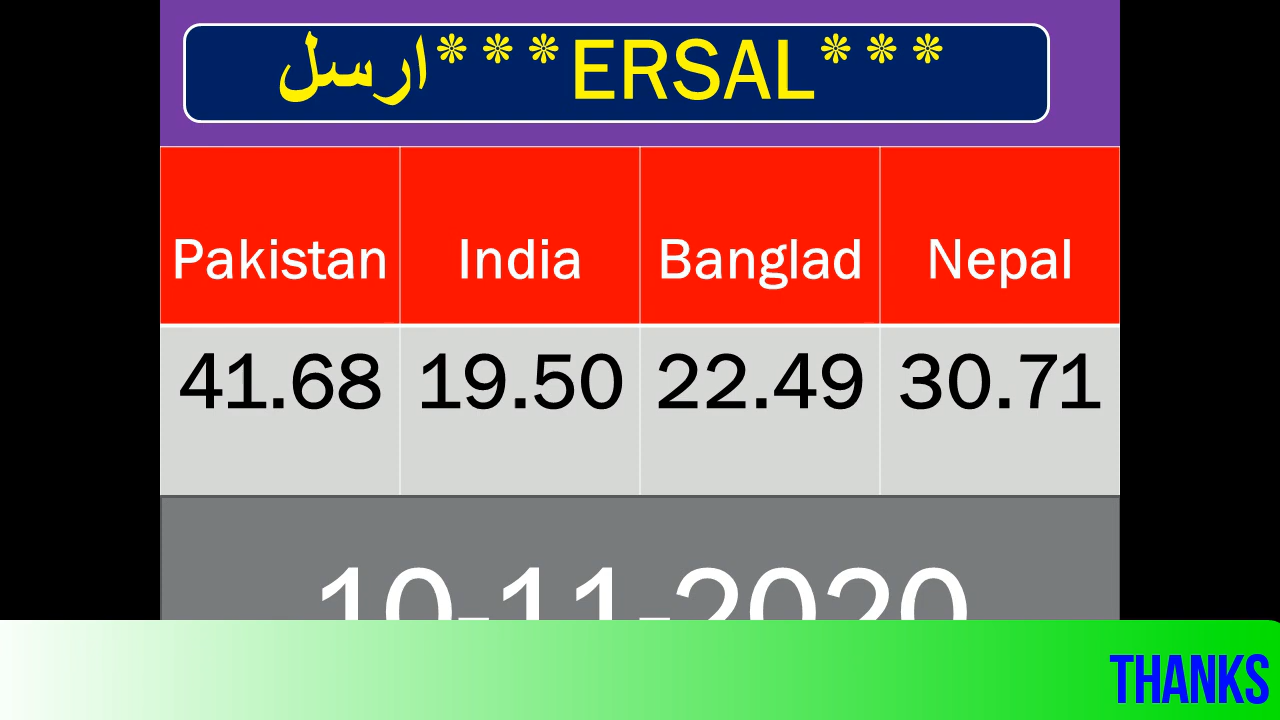 ارسل***ERSAL***
Pakistan India Banglad Nepal
41.68 19.50 22.49 30.71
10-11-2020
THANKS